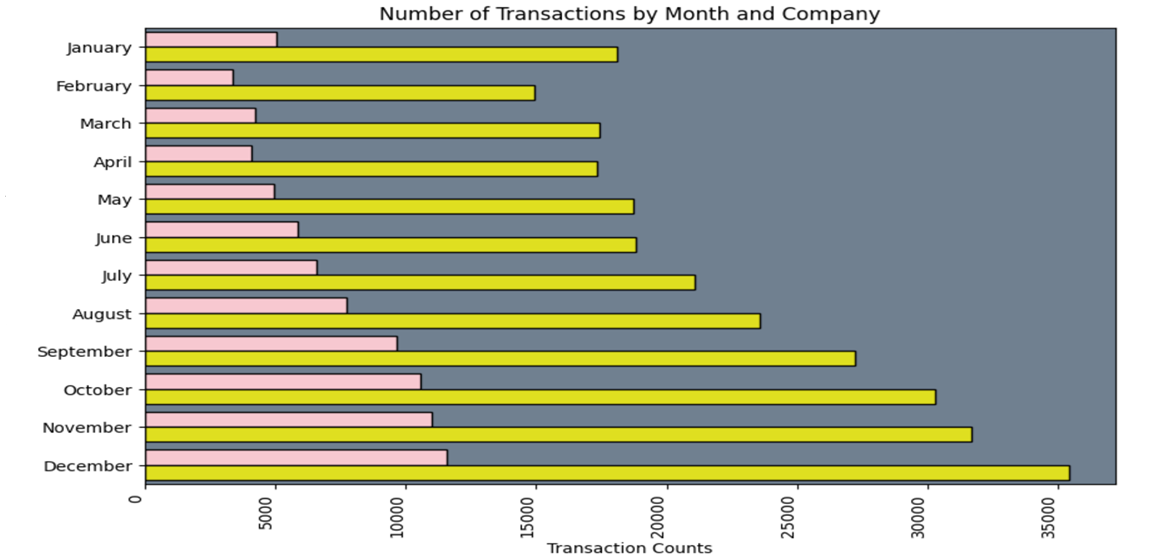 Number of Transactions by Month and Company
January
February
March
April
May
June
July
August
September
October
November
December
0
5000
10000
15000
20000
25000
30000
35000
Transaction Counts